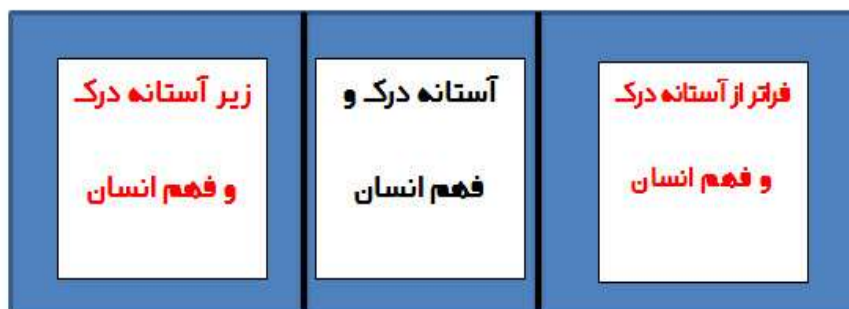 فراتر از آستانه درک
و فهم انسان
آستانه درک و
فهم انسان
زیر آستانه درک
و فهم انسان